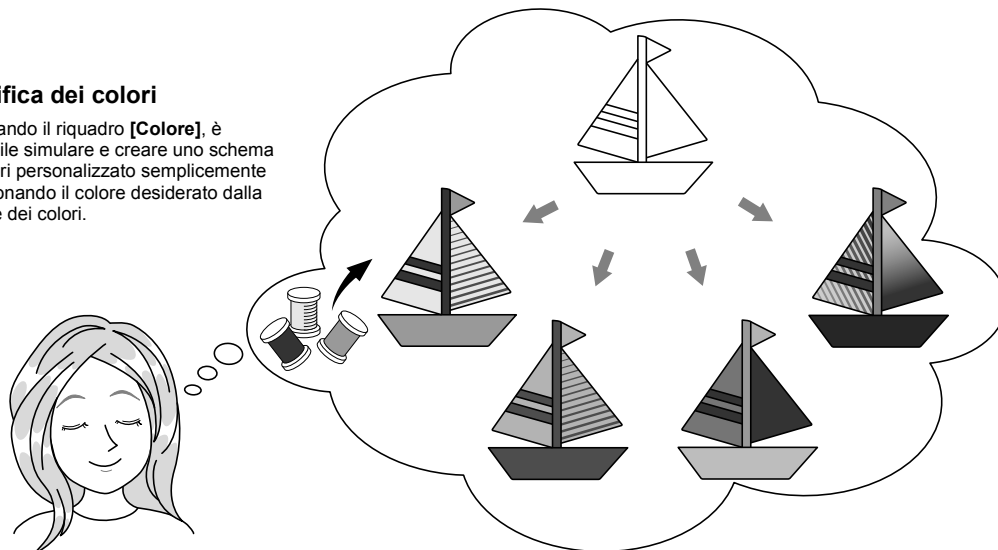 ifica dei colori
ando il riquadro [Colore], è
ile simulare e creare uno schema
ri personalizzato semplicemente
onando il colore desiderato dalla
e dei colori.